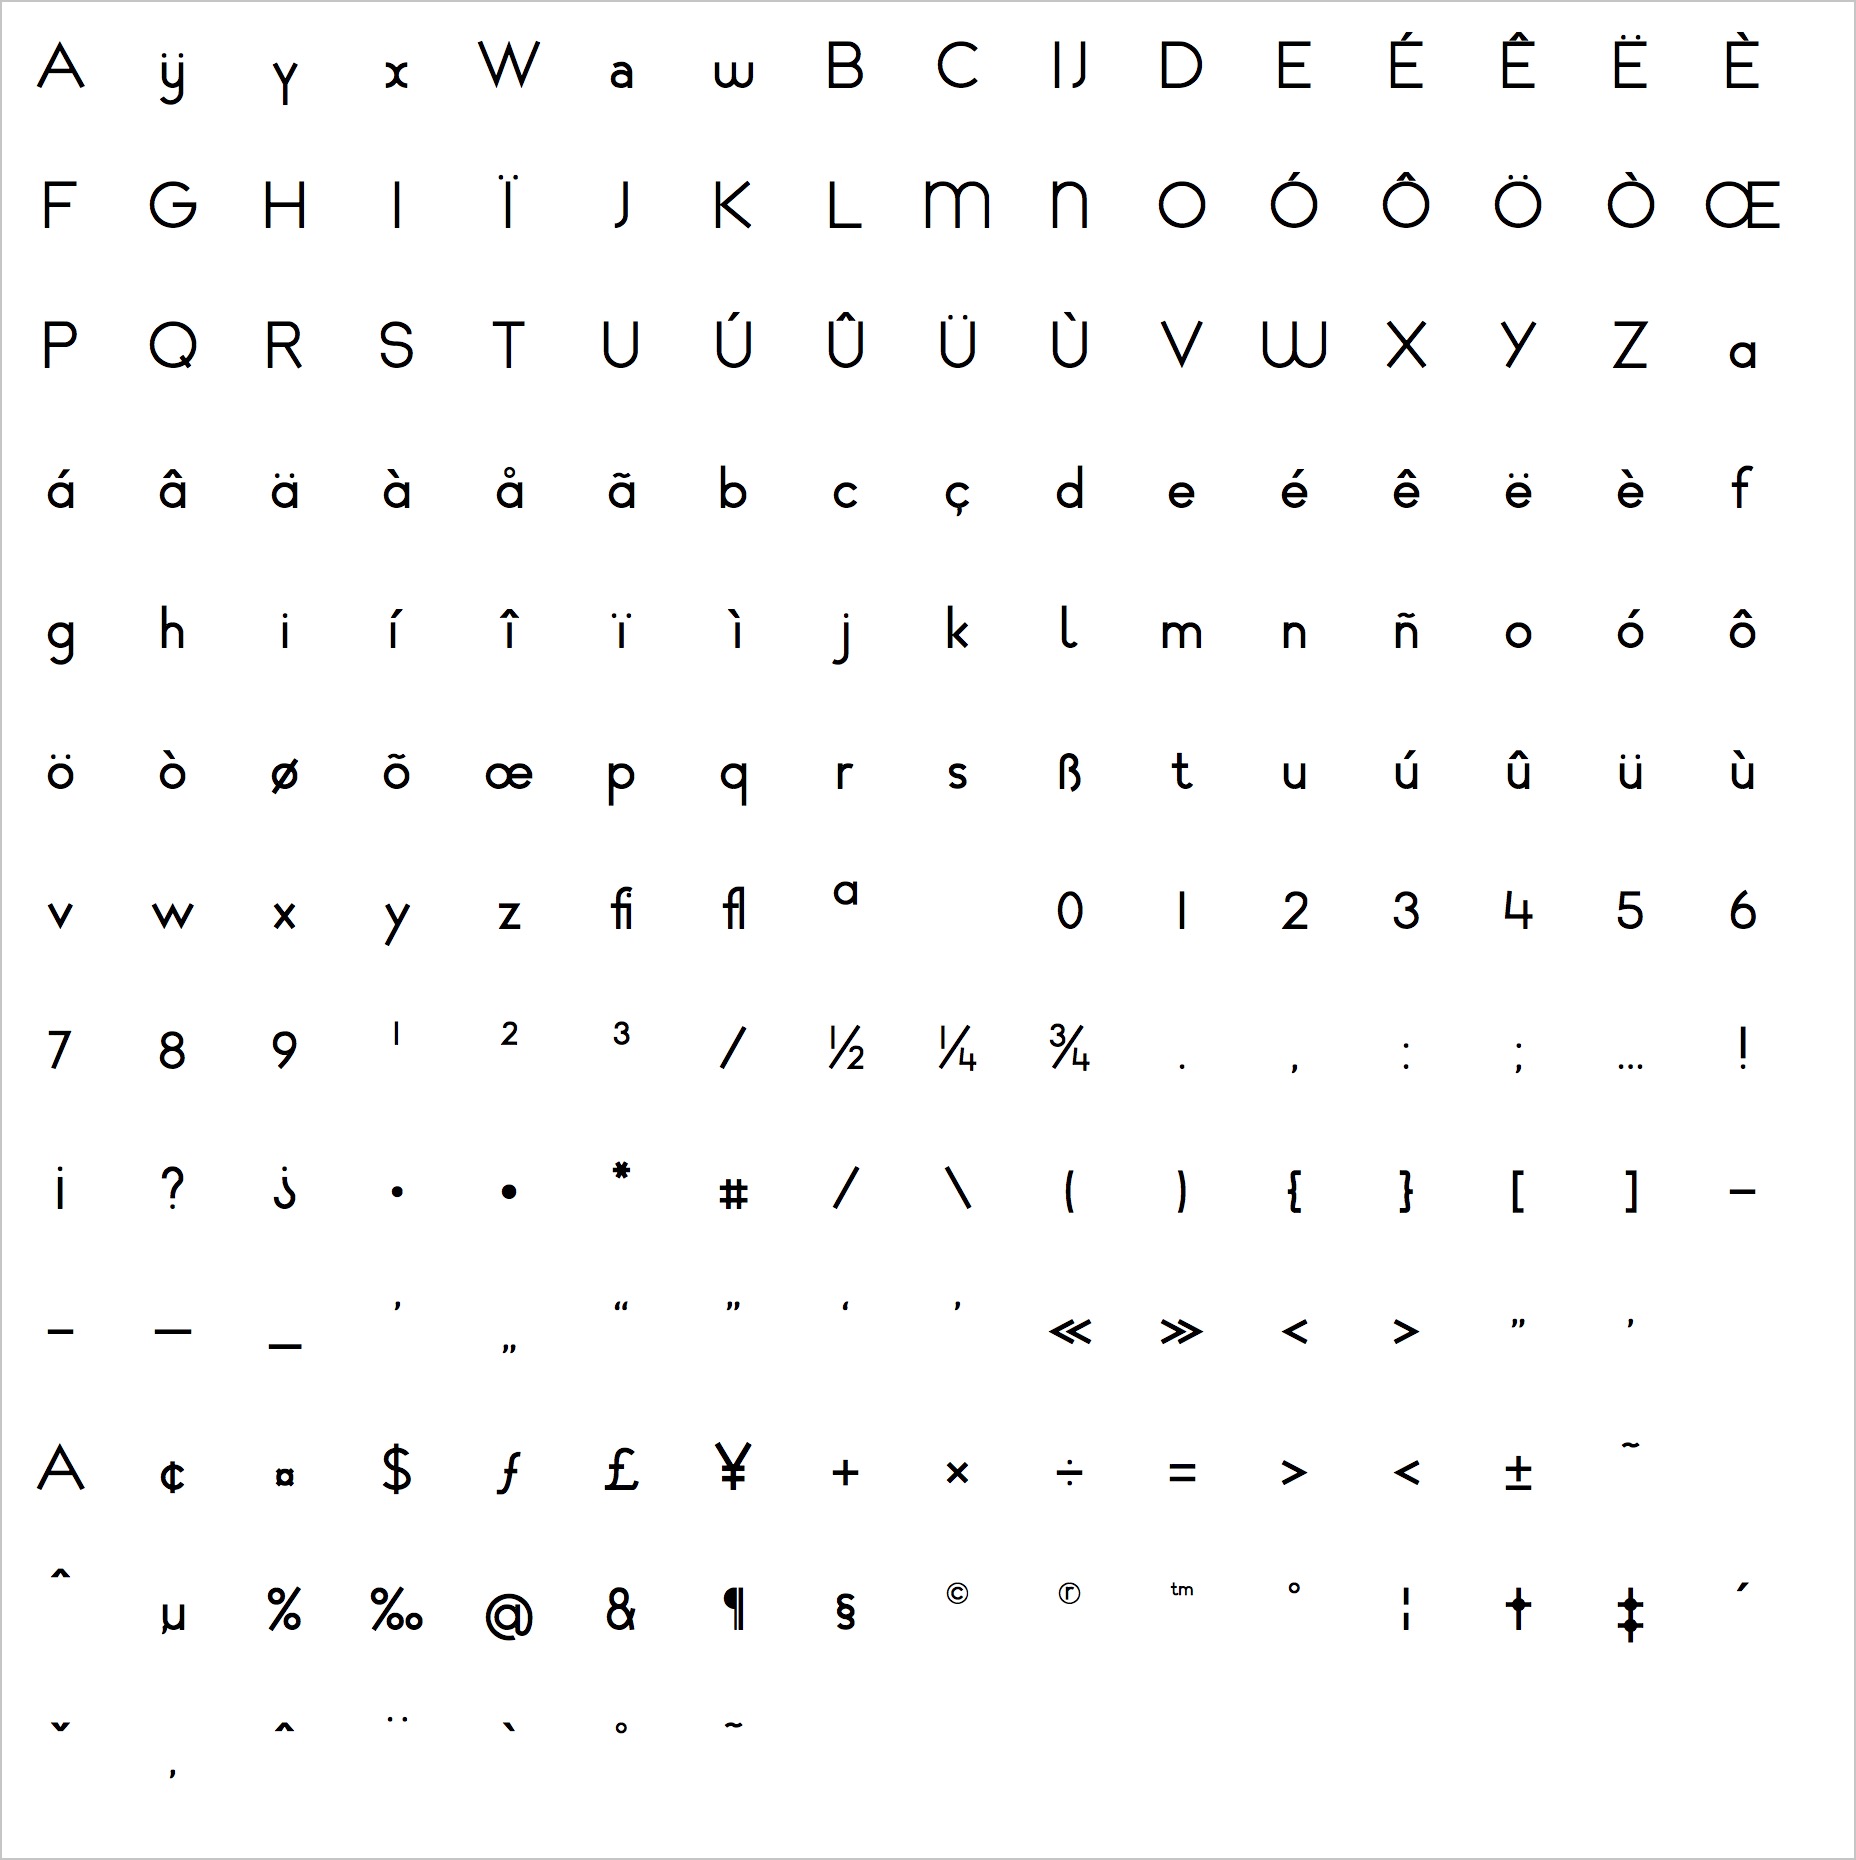 A ÿ y x W a w B C IJ D E É Ê Ë È
F G H I Ï J K L M N O Ó Ô Ö Ò Œ
P Q R S T U Ú Û Ü Ù V W X Y Z a
á â ä à å ã b c ç d e é ê ë è f
g h i í î ï ì j k l m n ñ o ó ô
ö ò ø õ œ p q r s ß t u ú û ü ù
v w x y z fi fl ª 0 1 2 3 4 5 6
7 8 9 ¹ ² ³ ⁄ ½ ¼ ¾ . , : ; … !
¡ ? ¿ · • * # / \ ( ) { } [ ] -
– — _ ’ „ “ ” ‘ ’ « » < > " '
A ¢ ¤ $ ƒ £ ¥ + × ÷ = > < ± ~
^ µ % ‰ @ & ¶ § © ® ™ ° ¦ † ‡ ´
ˇ ¸ ˆ ¨ ` ˚ ˜